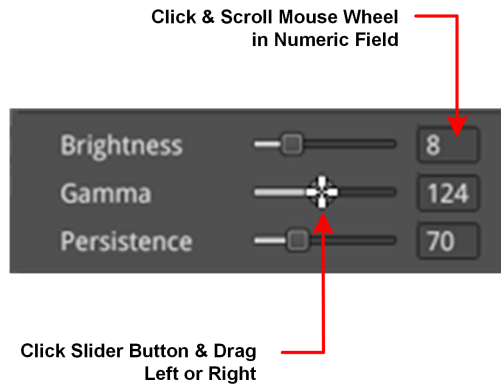 Click & Scroll Mouse Wheel
in Numeric Field
Brightness 8
Gamma 124
Persistence 70
Click Slider Button & Drag
Left or Right